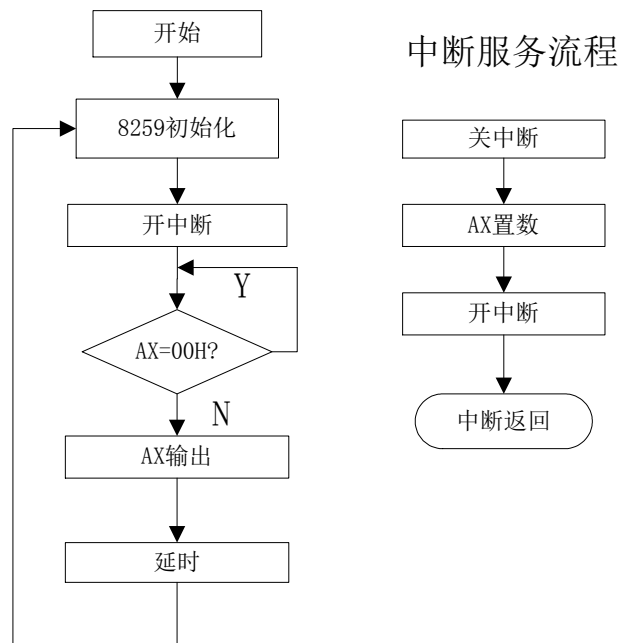 开始
8259初始化
开中断
Y
AX=00H?
N
AX输出
延时
中断服务流程
关中断
AX置数
开中断
中断返回